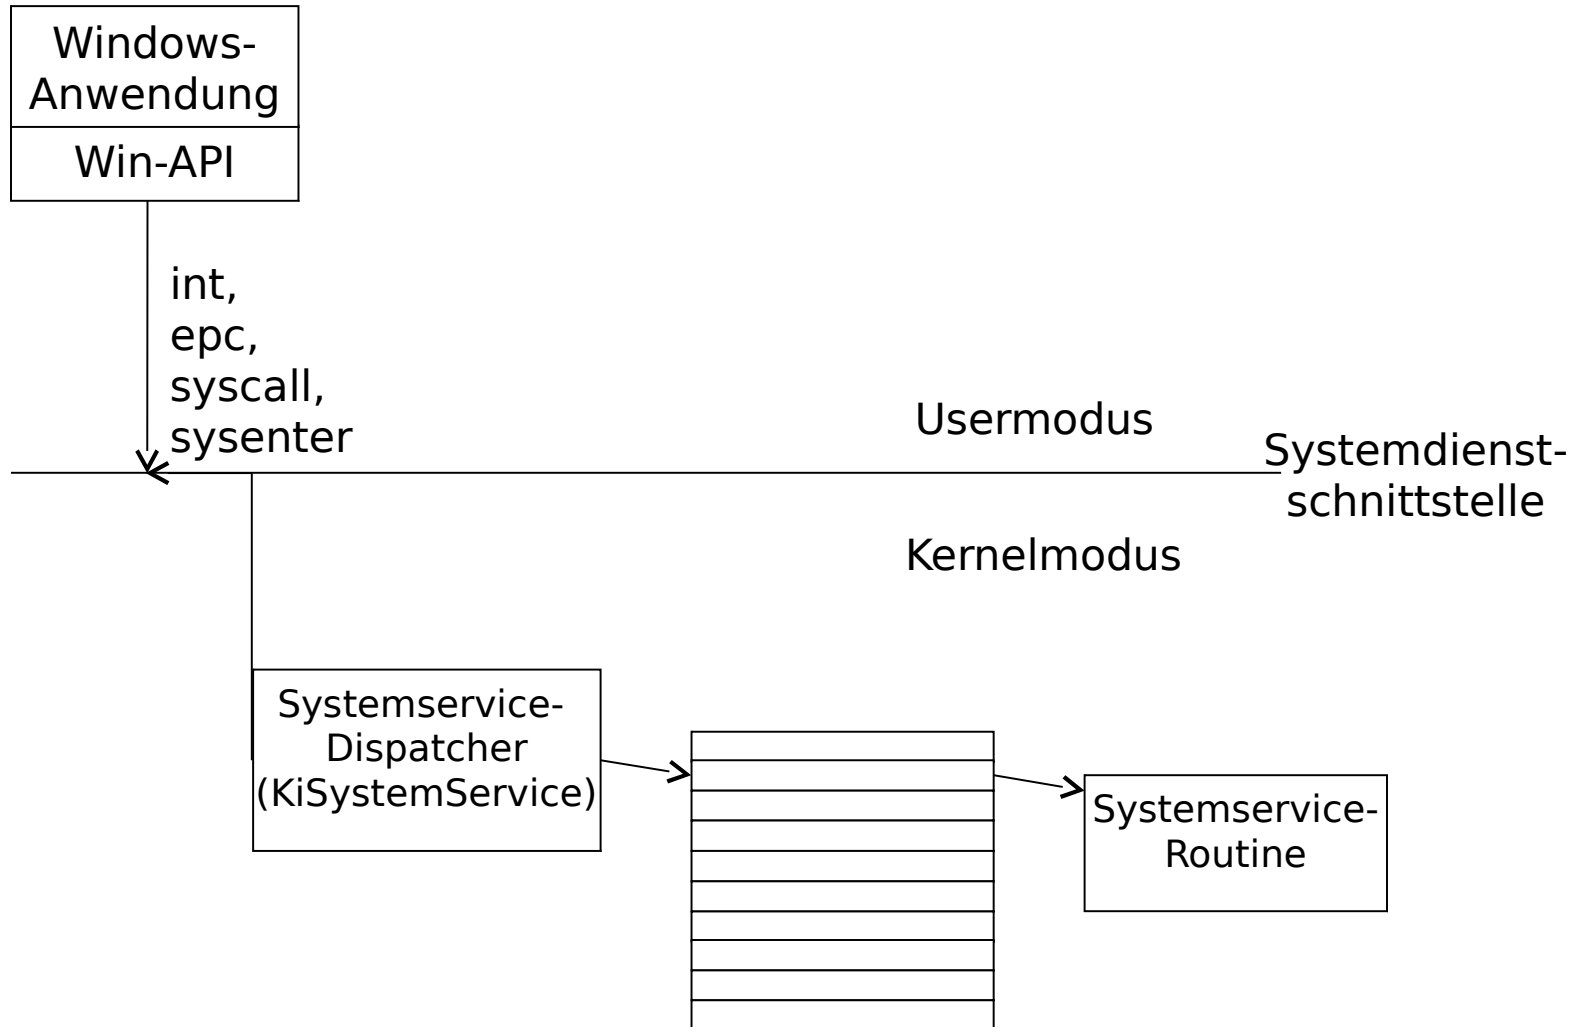 Windows-
Anwendung
Win-API
int,
epc,
syscall,
sysenter
Usermodus
Systemdienst-
schnittstelle
Kernelmodus
Systemservice-
Dispatcher
(KiSystemService)
Systemservice-
Routine